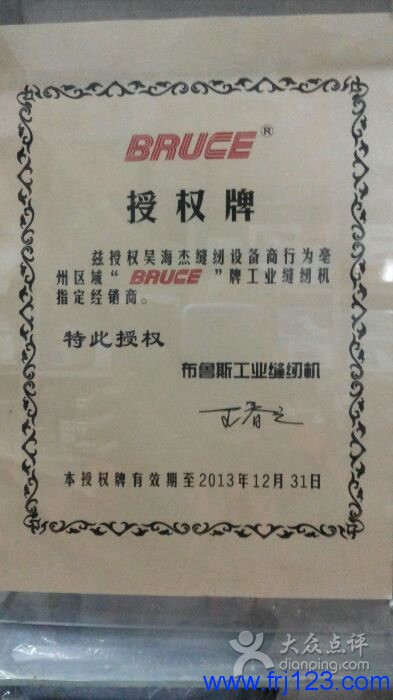 BRUCE®
授权牌
兹授权吴海杰缝纫设备商行为亳
州区域“BRUCE”牌工业缝纫机
指定经销商。
特此授权
布鲁斯工业缝纫机
本授权牌有效期至2013年12月31日
大众点评
dianping.com
www.frj123.com